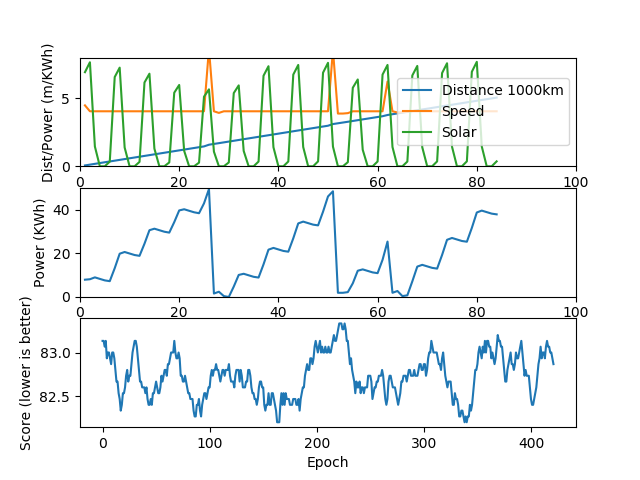 Dist/Power (m/KWh)
5
0
Distance 1000km
Speed
Solar
0 20 40 60 80 100
Power (KWh)
40
20
0
0 20 40 60 80 100
Score (lower is better)
83.0
82.5
0 100 200 300 400
Epoch